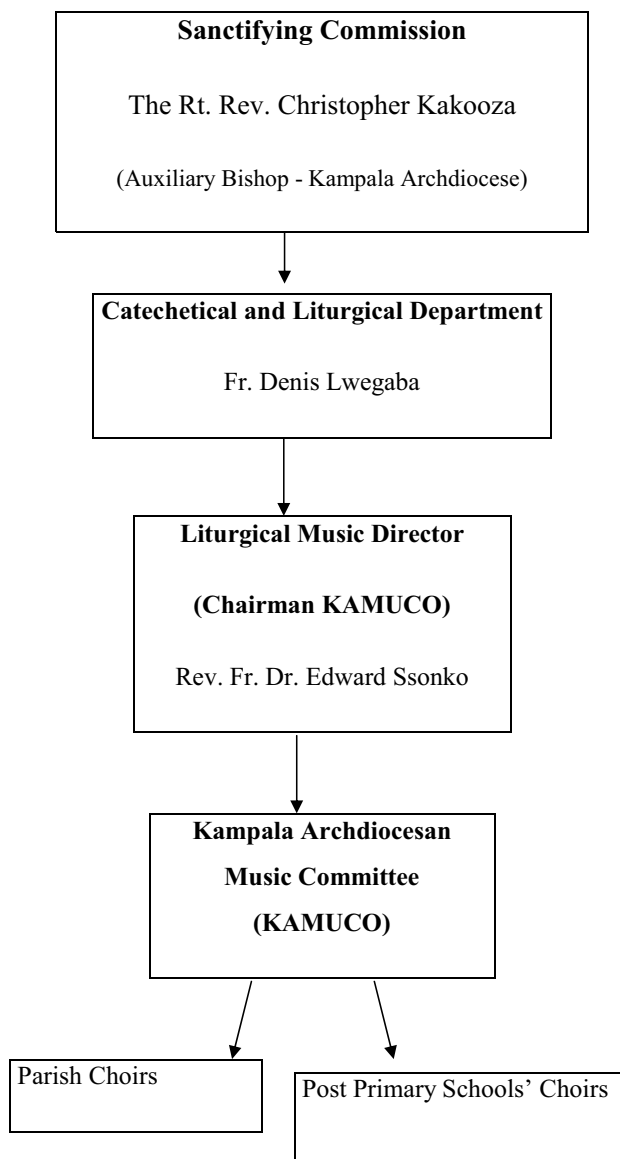 Sanctifying Commission
The Rt. Rev. Christopher Kakooza
(Auxiliary Bishop - Kampala Archdiocese)
Catechetical and Liturgical Department
Fr. Denis Lwegaba
Liturgical Music Director
(Chairman KAMUCO)
Rev. Fr. Dr. Edward Ssonko
Kampala Archdiocesan
Music Committee
(KAMUCO)
Parish Choirs
Post Primary Schools’ Choirs